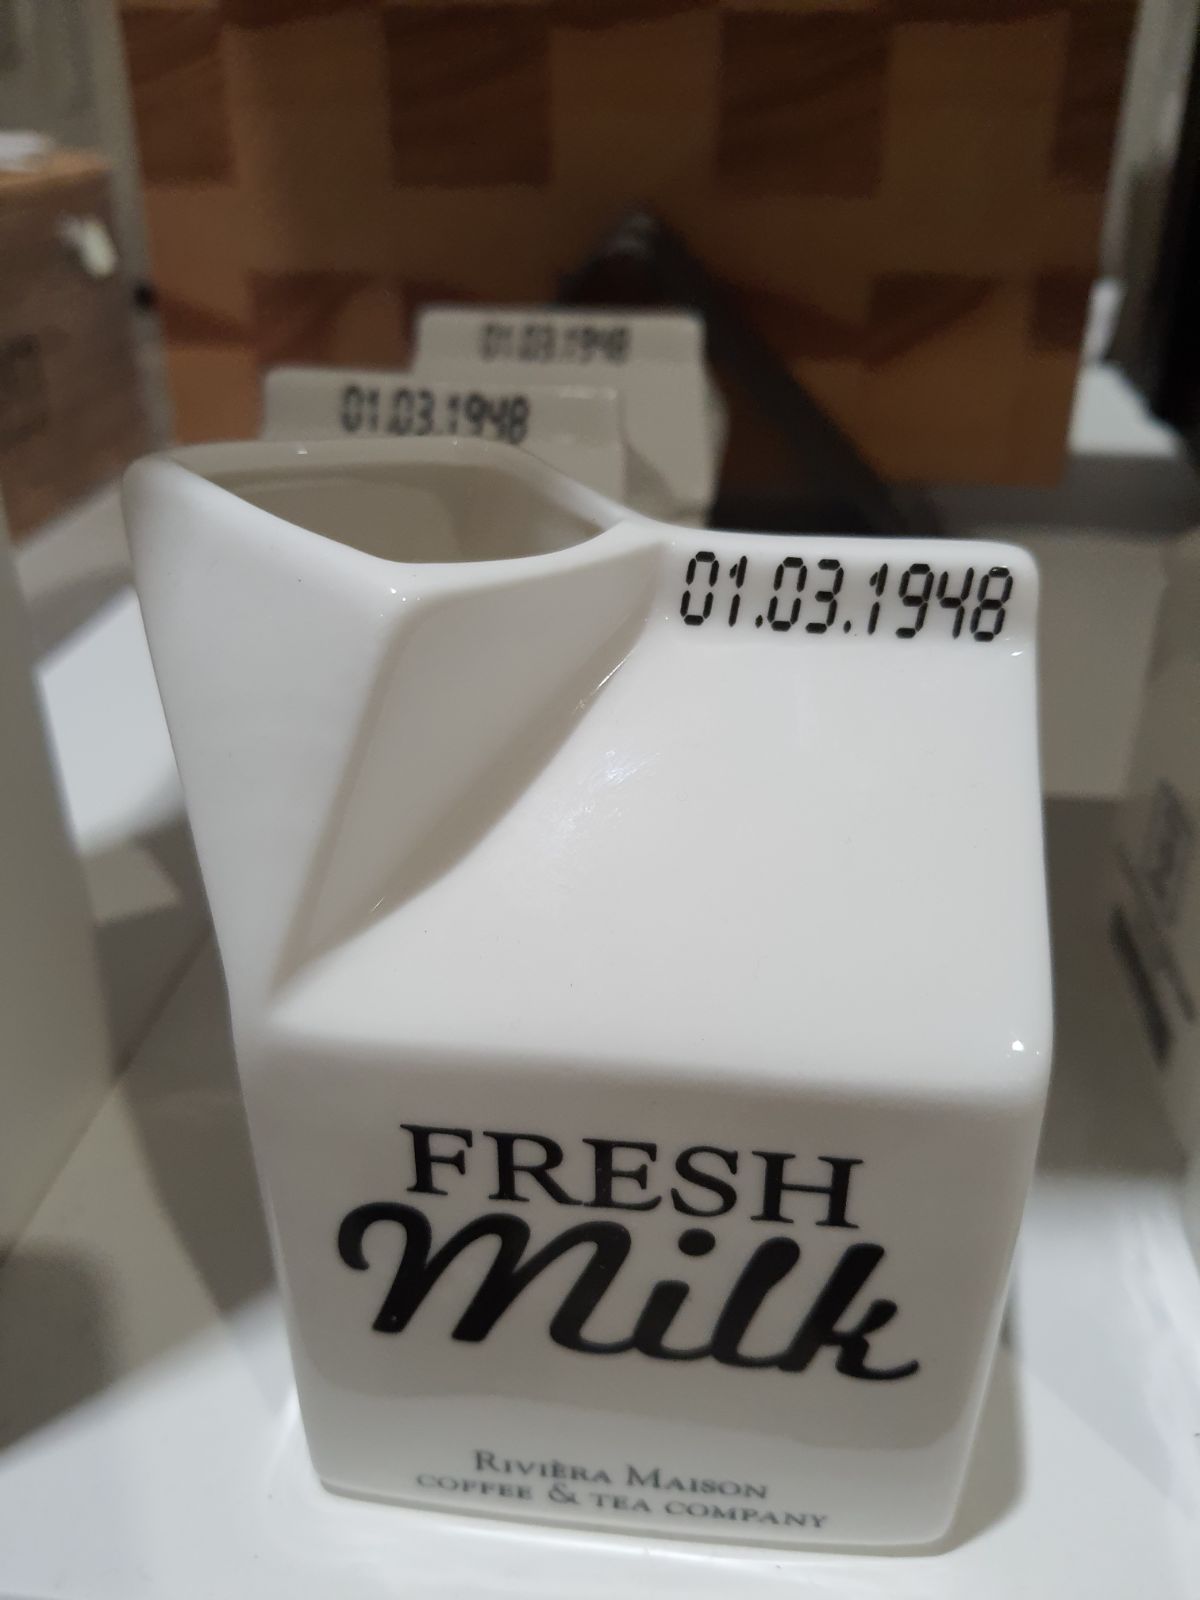 01.03.1948
01.03.1948
01.03.1948
FRESH
Milk
RIVIÈRA MAISON
COFFEE & TEA COMPANY